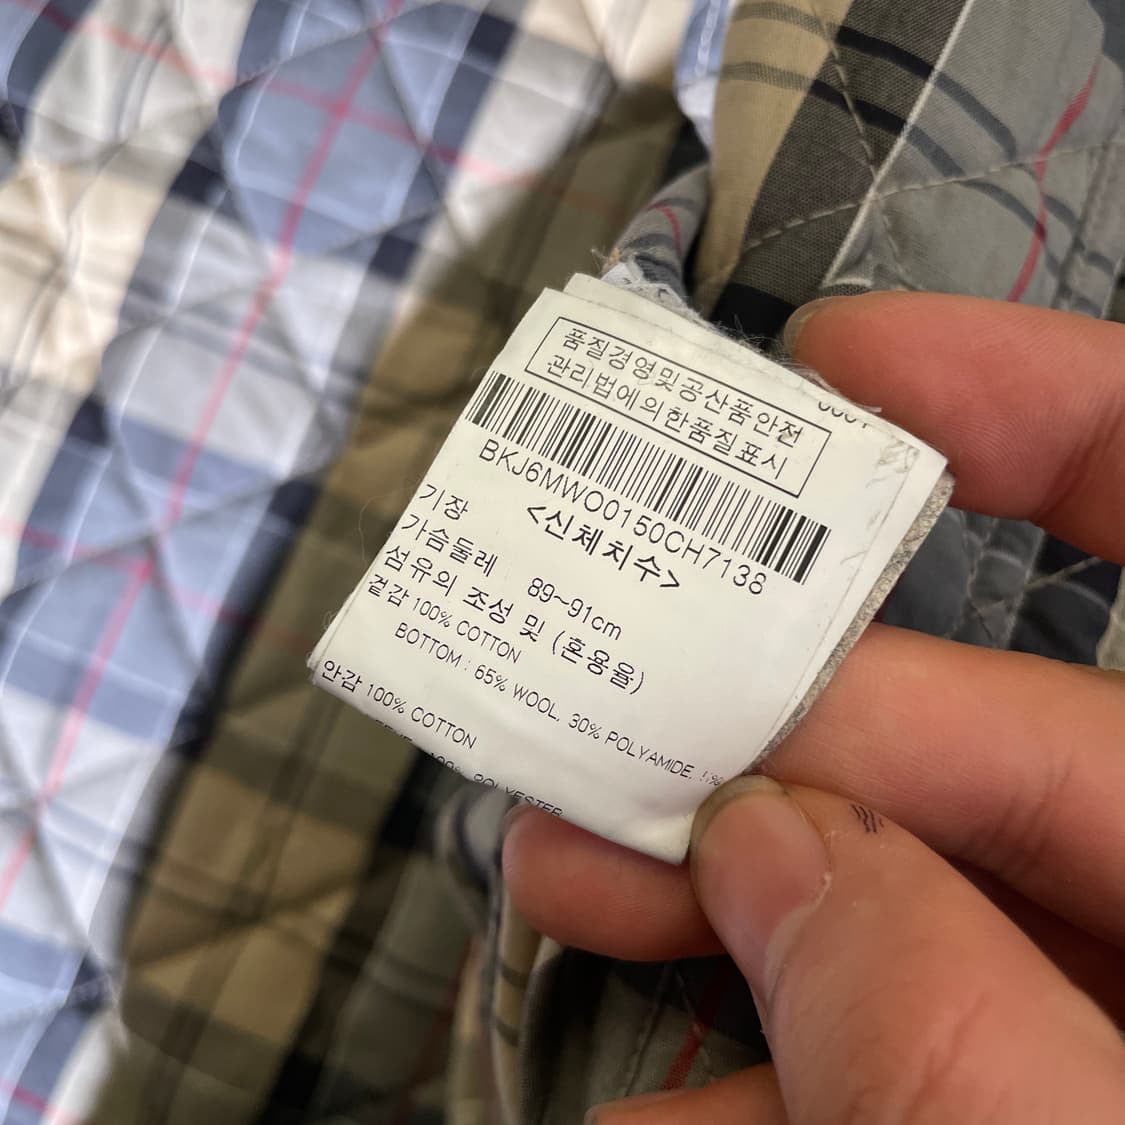 품질경영및공산품안전
관리법에의한품질표시
BKJ6MWO0150CH7138
<신체치수>
기장
가슴둘레 89~91cm
섬유의 조성 및 (혼용율)
겉감 100% COTTON
BOTTOM : 65% WOOL, 30% POLYAMIDE,
안감 100% COTTON
100% POLYESTER